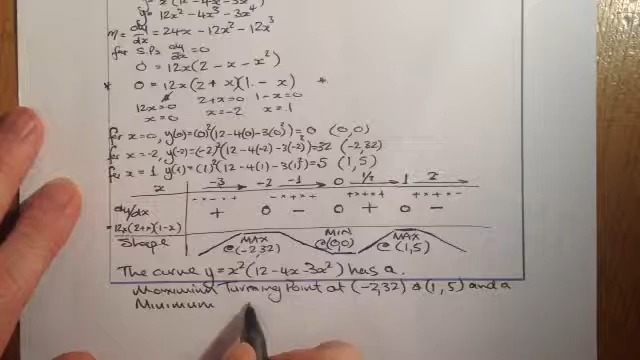 y= 12x² - 4x³ - 3x⁴
m = dy/dx = 24x - 12x² - 12x³
for S.Ps dy/dx = 0
0 = 12x(2 - x - x²)
* 0 = 12x(2 + x)(1 - x) *
12x=0 2+x=0 1-x=0
x=0 x=-2 x=1
for x=0, y(0)=(0)²(12-4(0)-3(0)²)=0 (0,0)
for x=-2, y(-2)=(-2)²(12-4(-2)-3(-2)²)=32 (-2,32)
for x=1 y(1)=(1)²(12-4(1)-3(1)²)=5 (1,5)
x -3 → -2 -1 → 0 1/2 → 1 2 →
dy/dx + 0 - 0 + 0 -
=12x(2+x)(1-x)
Shape MAX @(-2,32) MIN @(0,0) MAX @(1,5)
The curve y=x²(12-4x-3x²) has a
Maximum Turning Point at (-2,32) & (1,5) and a
Minimum